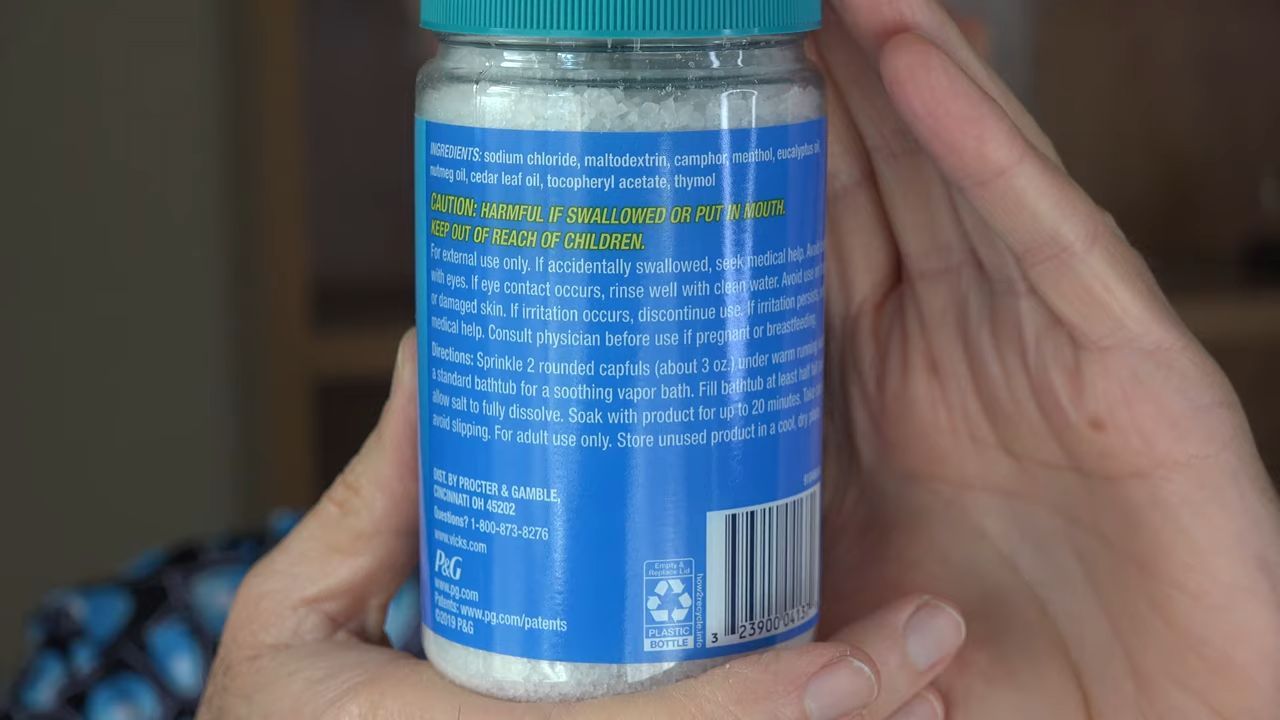 INGREDIENTS: sodium chloride, maltodextrin, camphor, menthol, eucalyptus oil,
nutmeg oil, cedar leaf oil, tocopheryl acetate, thymol
CAUTION: HARMFUL IF SWALLOWED OR PUT IN MOUTH.
KEEP OUT OF REACH OF CHILDREN.
For external use only. If accidentally swallowed, seek medical help. Avoid
with eyes. If eye contact occurs, rinse well with clean water. Avoid use
or damaged skin. If irritation occurs, discontinue use. If irritation persists,
medical help. Consult physician before use if pregnant or breastfeeding.
Directions: Sprinkle 2 rounded capfuls (about 3 oz.) under warm running
a standard bathtub for a soothing vapor bath. Fill bathtub at least half full
allow salt to fully dissolve. Soak with product for up to 20 minutes. Take
avoid slipping. For adult use only. Store unused product in a cool, dry
DIST. BY PROCTER & GAMBLE,
CINCINNATI OH 45202
Questions? 1-800-873-8276
www.vicks.com
P&G
www.pg.com
Patents: www.pg.com/patents
©2019 P&G
Empty &
Replace Lid
PLASTIC
BOTTLE
how2recycle.info
3 23900 0413